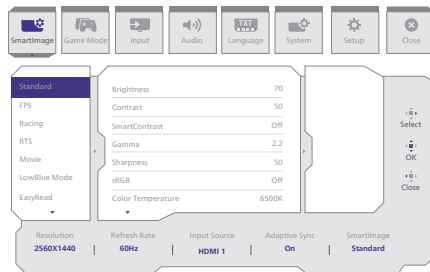 SmartImage
Game Mode
Input
Audio
TXT
Language
System
Setup
Close
Standard
FPS
Racing
RTS
Movie
LowBlue Mode
EasyRead
Brightness 70
Contrast 50
SmartContrast Off
Gamma 2.2
Sharpness 50
sRGB Off
Color Temperature 6500K
Select
OK
Close
Resolution Refresh Rate Input Source Adaptive Sync SmartImage
2560X1440 | 60Hz | HDMI 1 | On | Standard